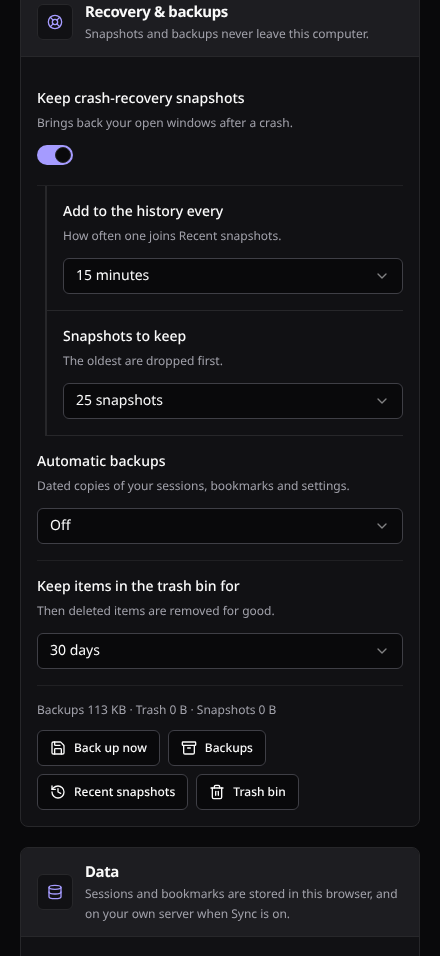 Recovery & backups
Snapshots and backups never leave this computer.
Keep crash-recovery snapshots
Brings back your open windows after a crash.
Add to the history every
How often one joins Recent snapshots.
15 minutes
Snapshots to keep
The oldest are dropped first.
25 snapshots
Automatic backups
Dated copies of your sessions, bookmarks and settings.
Off
Keep items in the trash bin for
Then deleted items are removed for good.
30 days
Backups 113 KB · Trash 0 B · Snapshots 0 B
Back up now
Backups
Recent snapshots
Trash bin
Data
Sessions and bookmarks are stored in this browser, and
on your own server when Sync is on.